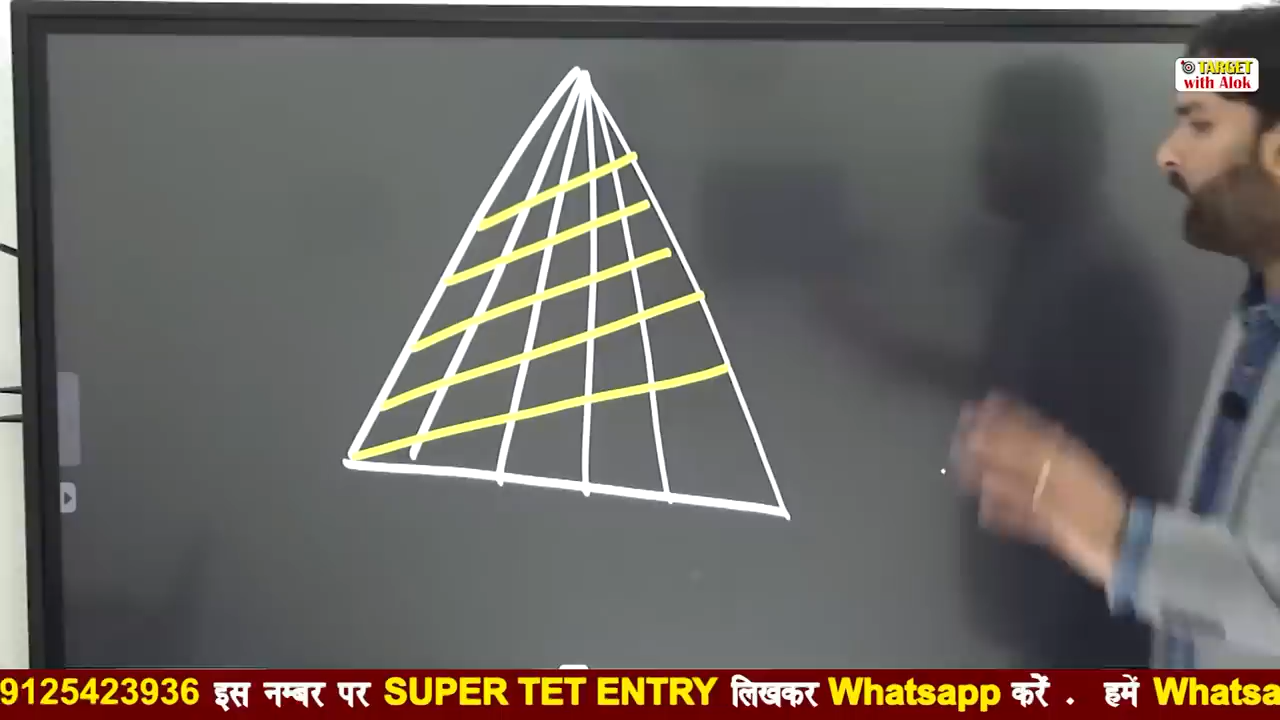 TARGET
with Alok
9125423936 इस नम्बर पर SUPER TET ENTRY लिखकर Whatsapp करें . हमें Whatsa